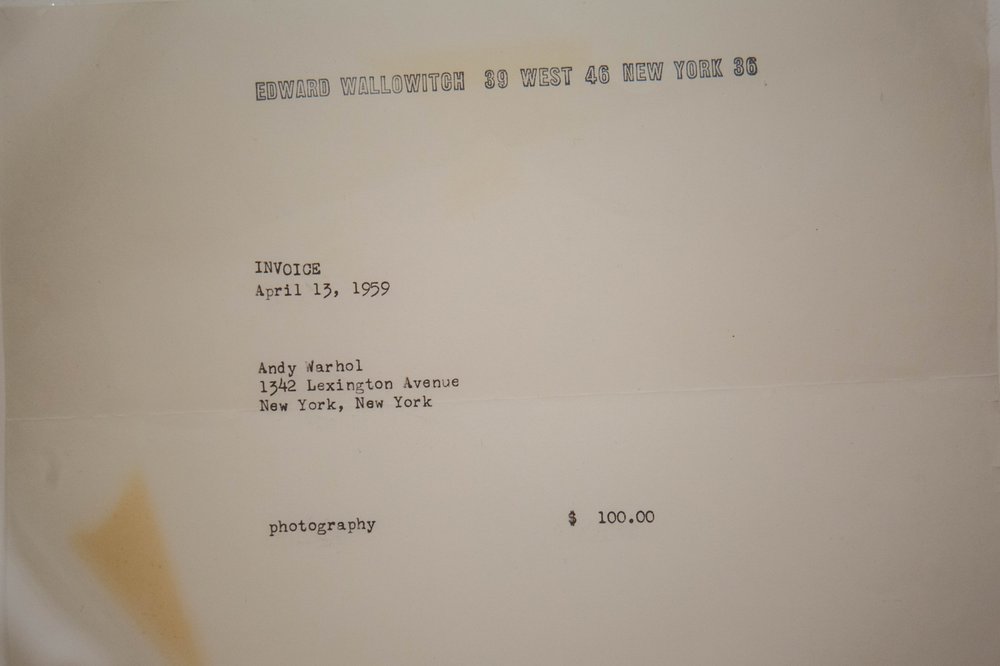 EDWARD WALLOWITCH 39 WEST 46 NEW YORK 36
INVOICE
April 13, 1959
Andy Warhol
1342 Lexington Avenue
New York, New York
photography $ 100.00